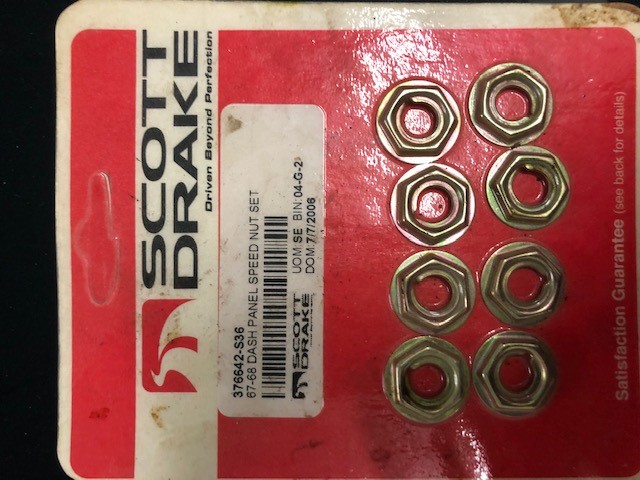 SCOTT
DRAKE
Driven Beyond Perfection
376642-S36
67-68 DASH PANEL SPEED NUT SET
UOM:SE BIN:04-G-2
DOM:7/7/2006
SCOTT
DRAKE
Satisfaction Guarantee (see back for details)